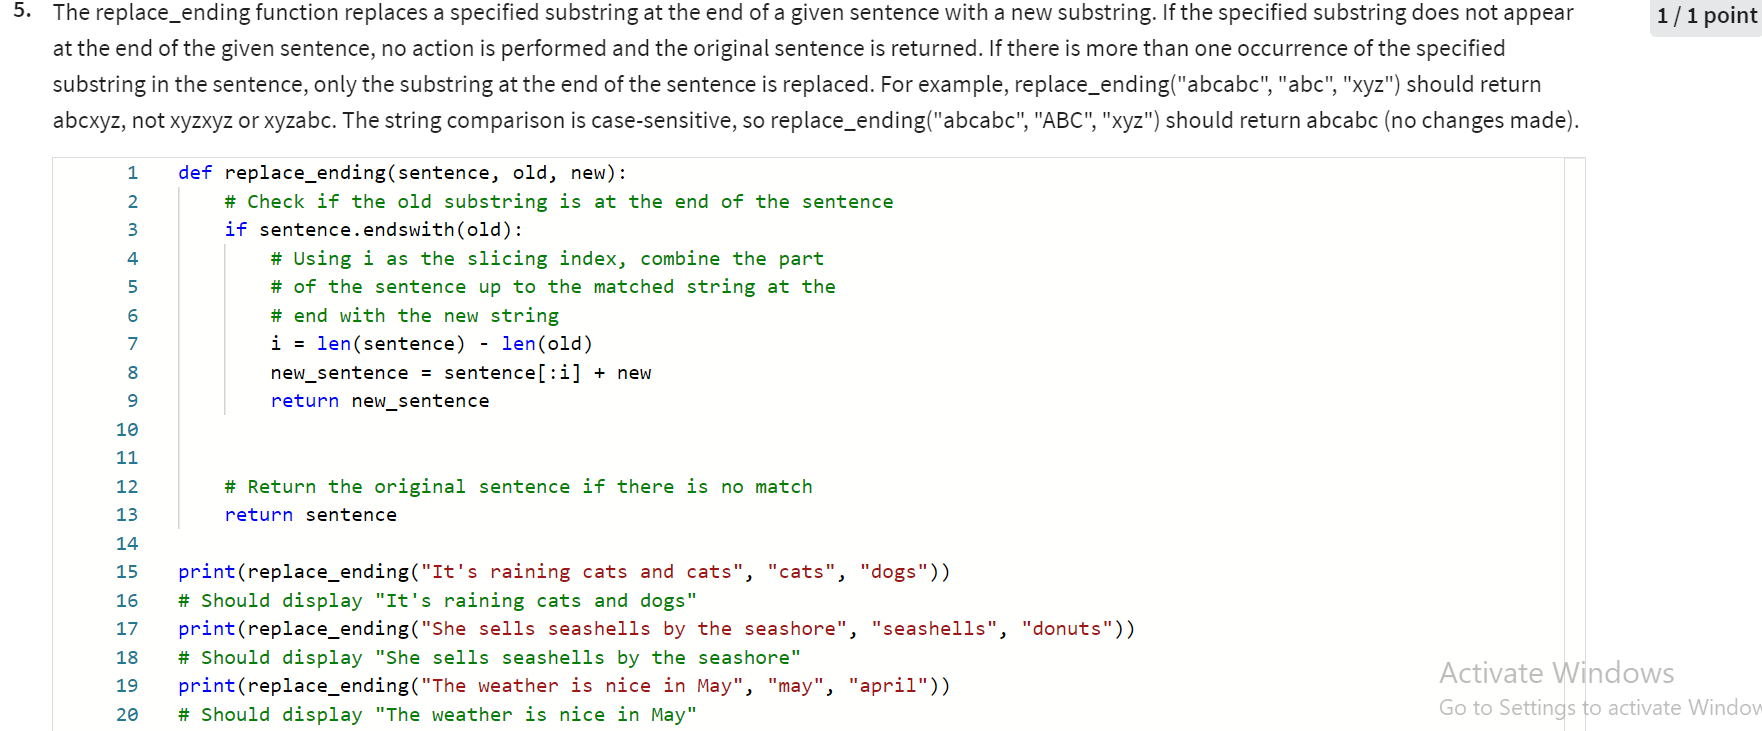 5. The replace_ending function replaces a specified substring at the end of a given sentence with a new substring. If the specified substring does not appear
1 / 1 point
at the end of the given sentence, no action is performed and the original sentence is returned. If there is more than one occurrence of the specified
substring in the sentence, only the substring at the end of the sentence is replaced. For example, replace_ending("abcabc", "abc", "xyz") should return
abcxyz, not xyzxyz or xyzabc. The string comparison is case-sensitive, so replace_ending("abcabc", "ABC", "xyz") should return abcabc (no changes made).
1 def replace_ending(sentence, old, new):
2     # Check if the old substring is at the end of the sentence
3     if sentence.endswith(old):
4         # Using i as the slicing index, combine the part
5         # of the sentence up to the matched string at the
6         # end with the new string
7         i = len(sentence) - len(old)
8         new_sentence = sentence[:i] + new
9         return new_sentence
10
11
12     # Return the original sentence if there is no match
13     return sentence
14
15 print(replace_ending("It's raining cats and cats", "cats", "dogs"))
16 # Should display "It's raining cats and dogs"
17 print(replace_ending("She sells seashells by the seashore", "seashells", "donuts"))
18 # Should display "She sells seashells by the seashore"
19 print(replace_ending("The weather is nice in May", "may", "april"))
20 # Should display "The weather is nice in May"
Activate Windows
Go to Settings to activate Window